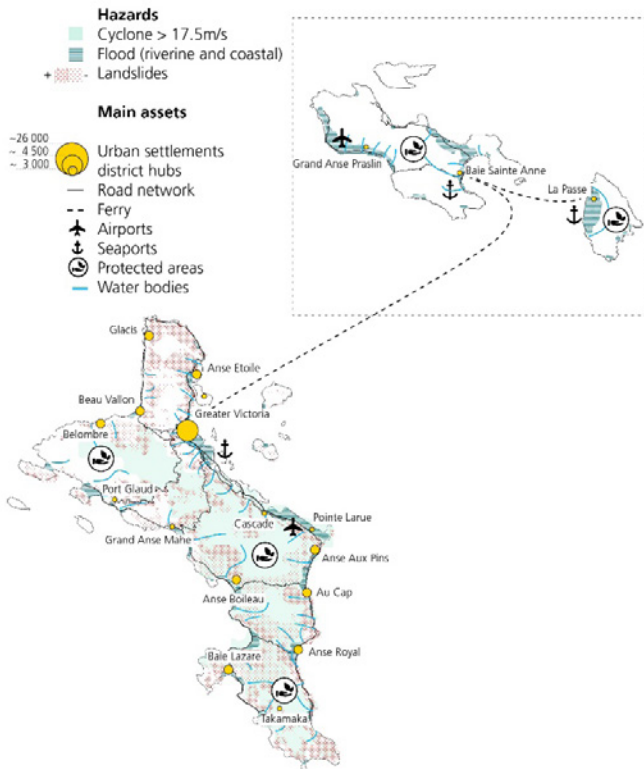 Hazards
Cyclone > 17.5m/s
Flood (riverine and coastal)
+ - Landslides
Main assets
~26 000
~ 4 500
~ 3 000
Urban settlements
district hubs
Road network
Ferry
Airports
Seaports
Protected areas
Water bodies
Grand Anse Praslin
Baie Sainte Anne
La Passe
Glacis
Anse Etoile
Beau Vallon
Greater Victoria
Belombre
Port Glaud
Cascade
Pointe Larue
Grand Anse Mahe
Anse Aux Pins
Anse Boileau
Au Cap
Anse Royal
Baie Lazare
Takamaka